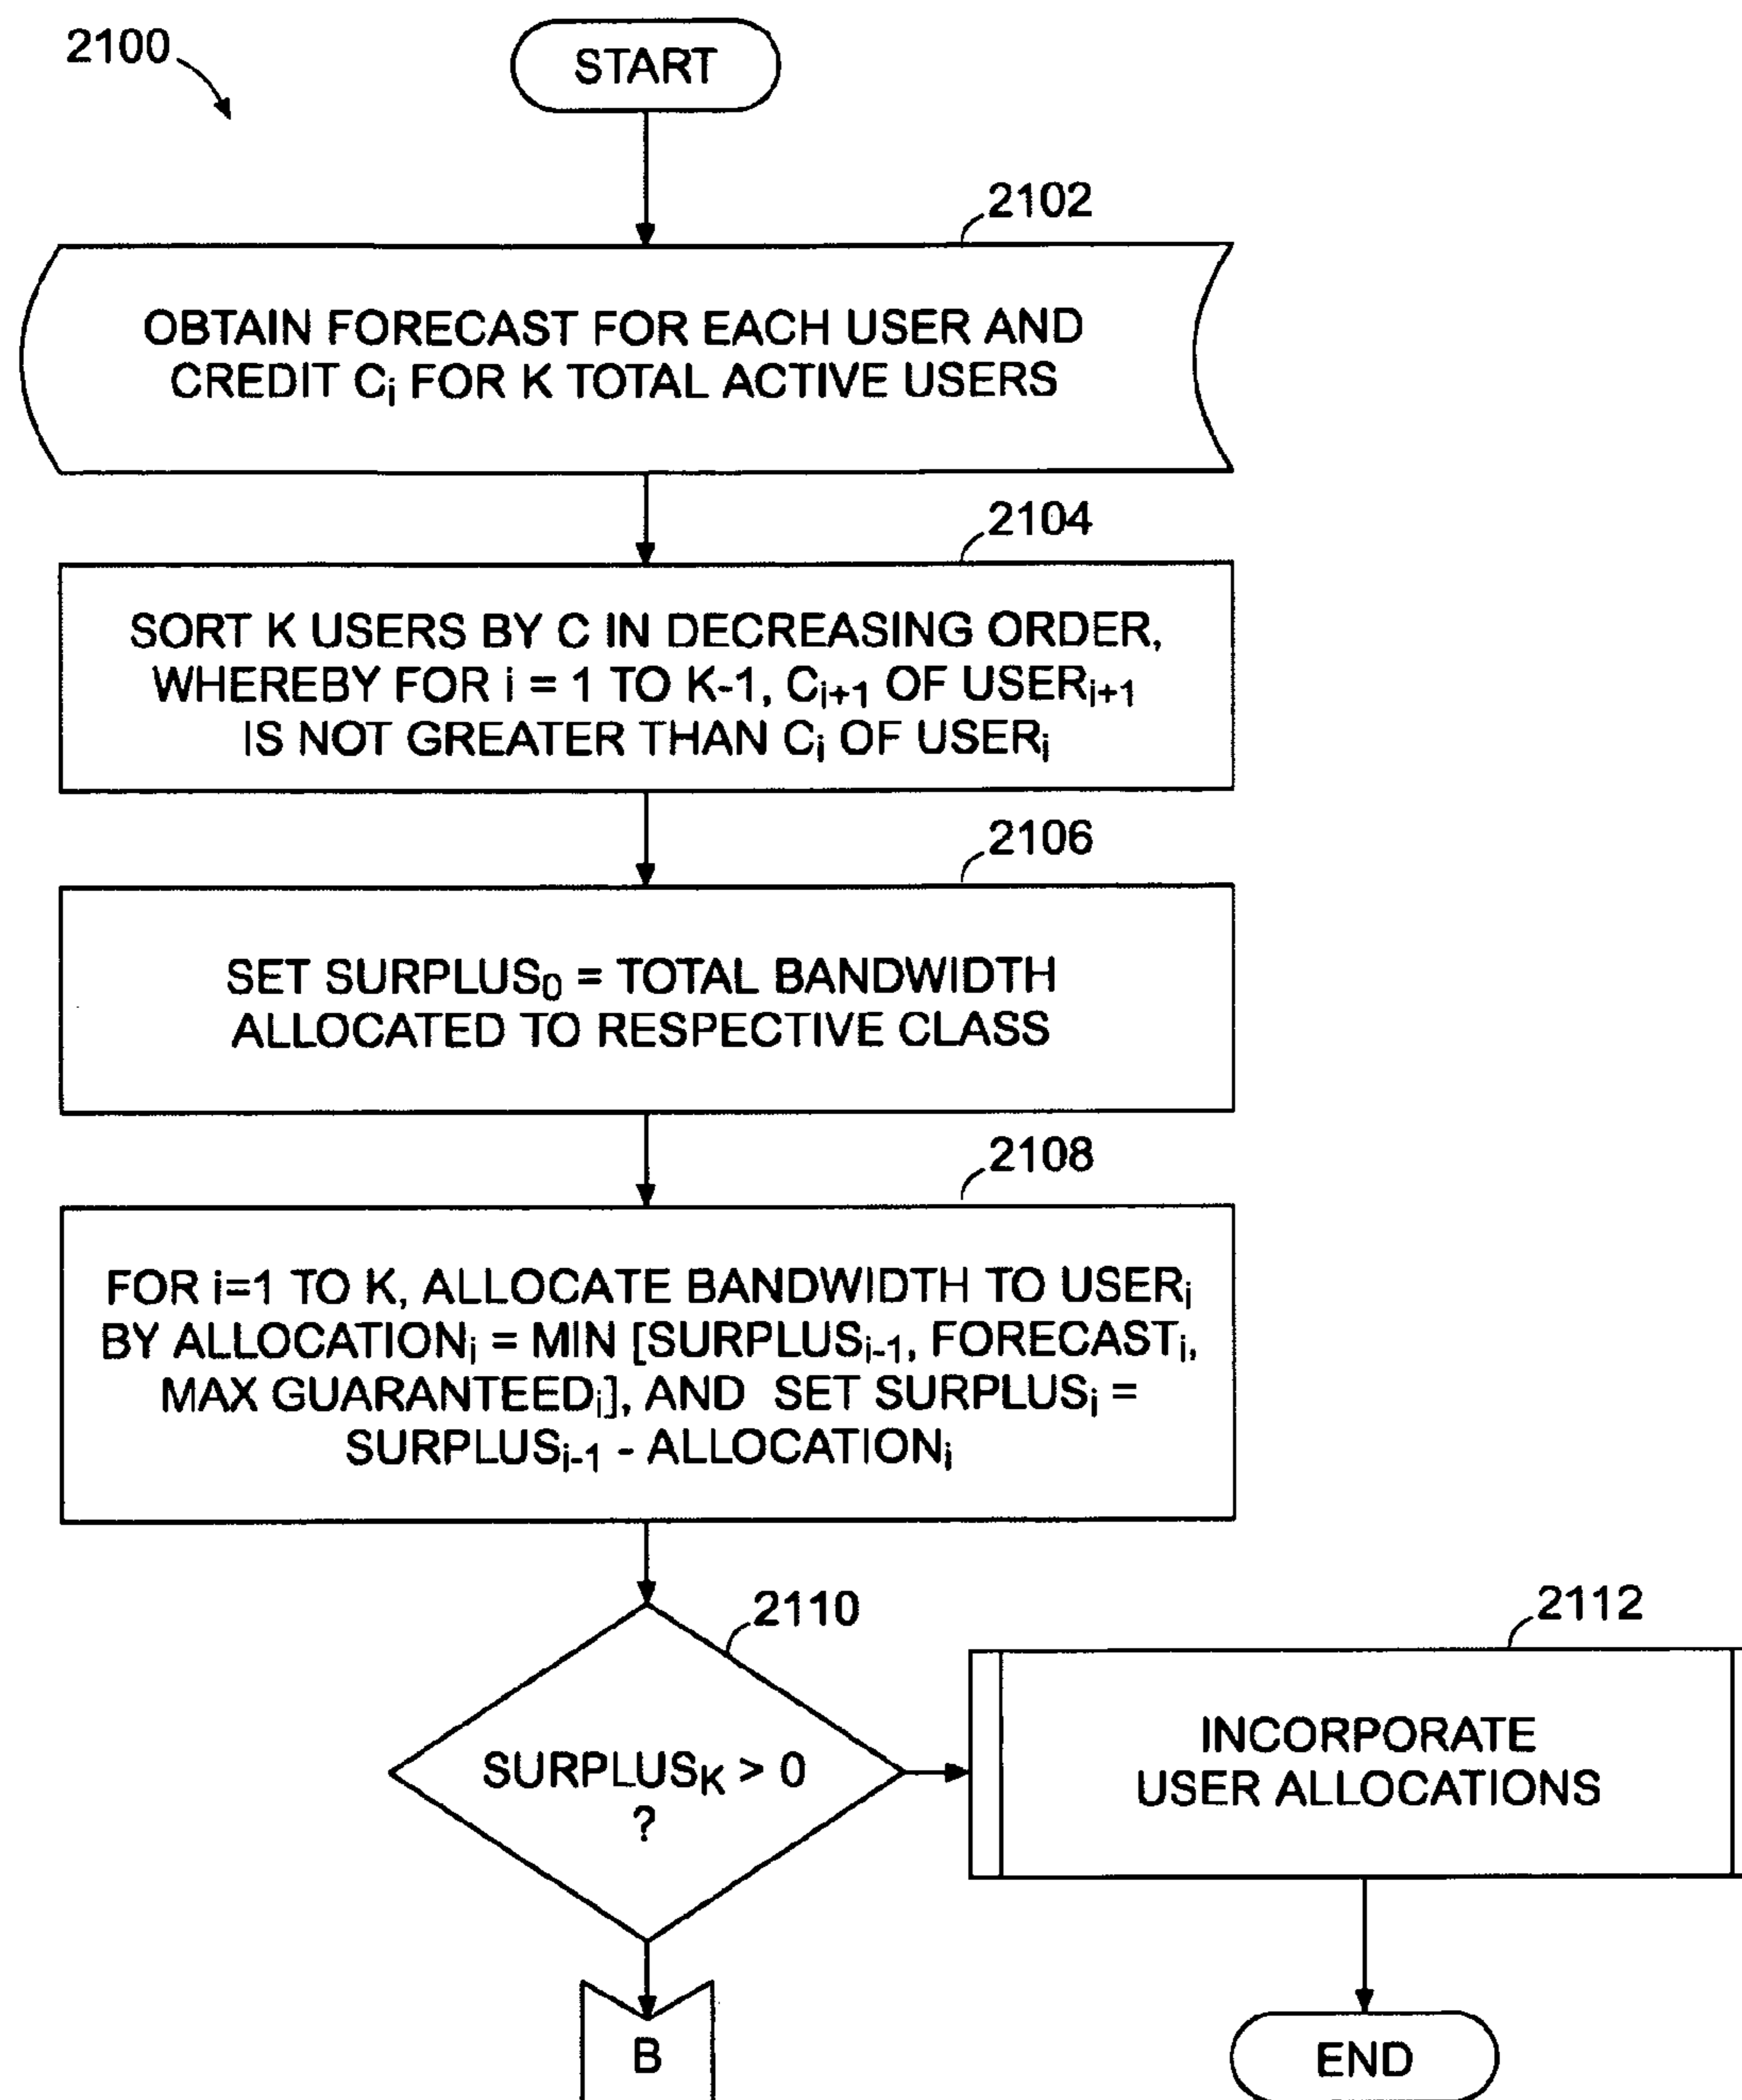 2100
START
2102
OBTAIN FORECAST FOR EACH USER AND
CREDIT Cᵢ FOR K TOTAL ACTIVE USERS
2104
SORT K USERS BY C IN DECREASING ORDER,
WHEREBY FOR i = 1 TO K-1, Cᵢ₊₁ OF USERᵢ₊₁
IS NOT GREATER THAN Cᵢ OF USERᵢ
2106
SET SURPLUS₀ = TOTAL BANDWIDTH
ALLOCATED TO RESPECTIVE CLASS
2108
FOR i=1 TO K, ALLOCATE BANDWIDTH TO USERᵢ
BY ALLOCATIONᵢ = MIN [SURPLUSᵢ₋₁, FORECASTᵢ,
MAX GUARANTEEDᵢ], AND SET SURPLUSᵢ =
SURPLUSᵢ₋₁ - ALLOCATIONᵢ
2110
SURPLUS_K > 0
?
2112
INCORPORATE
USER ALLOCATIONS
B
END